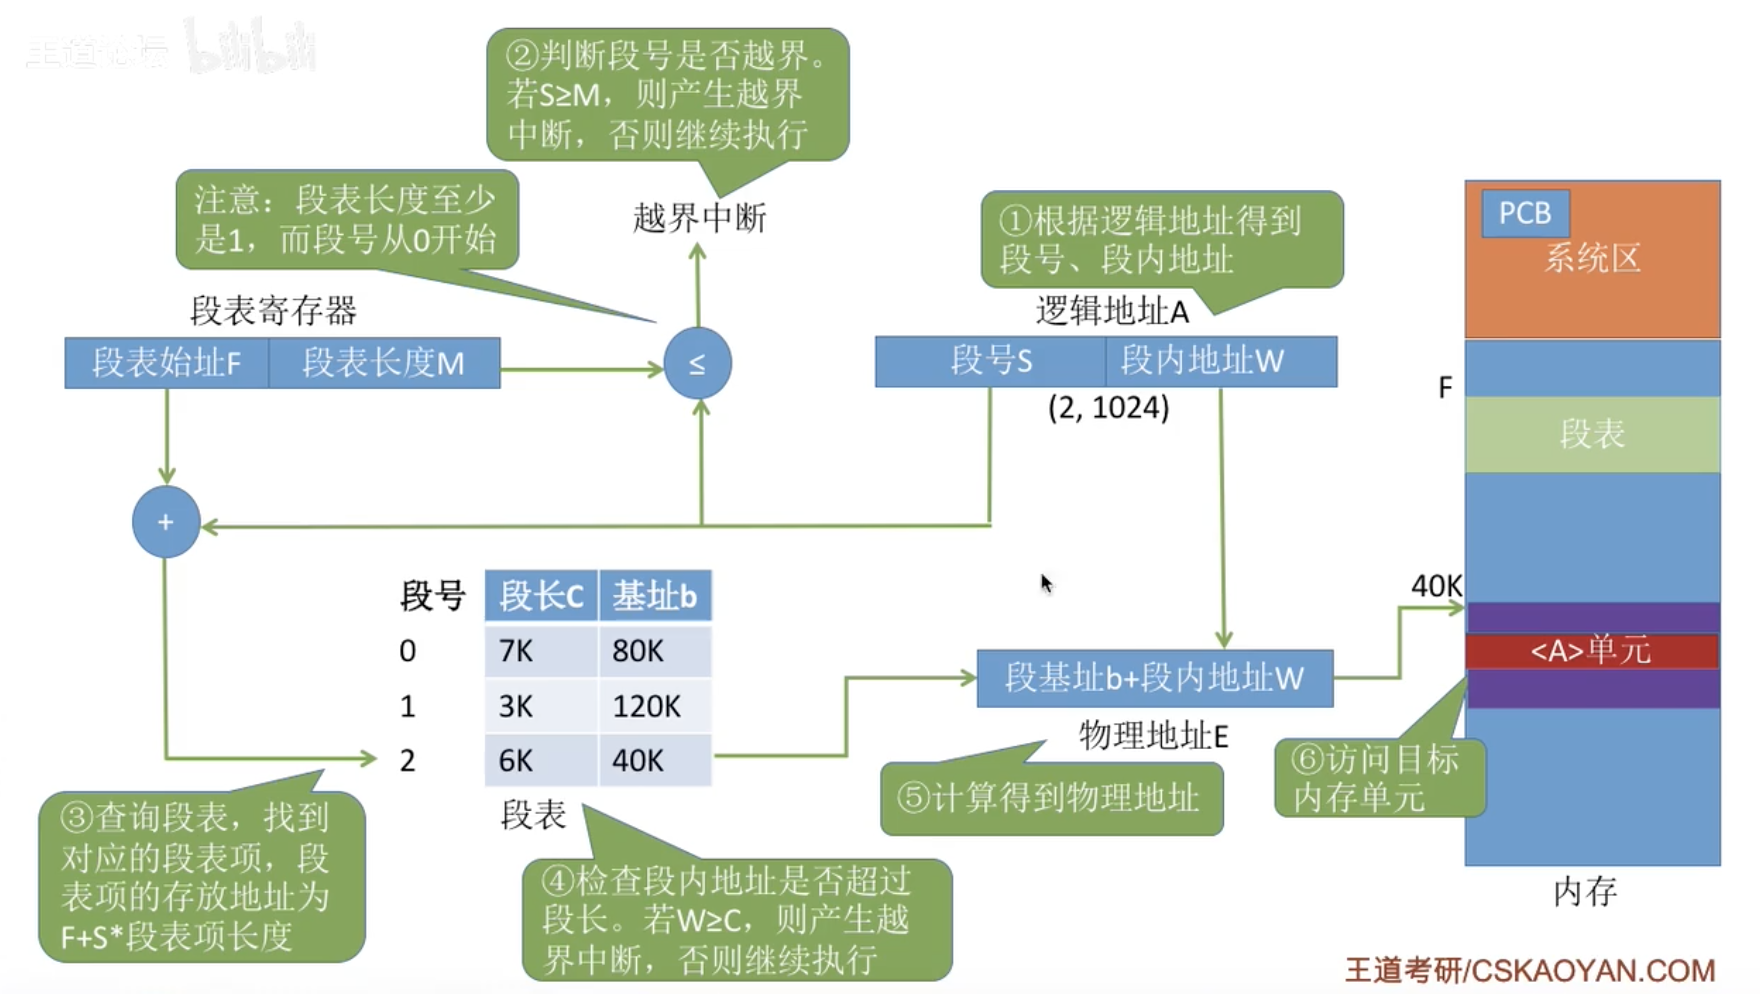 王道论坛 bilibili
②判断段号是否越界。
若S≥M，则产生越界
中断，否则继续执行
注意：段表长度至少
是1，而段号从0开始
越界中断
①根据逻辑地址得到
段号、段内地址
PCB
系统区
段表寄存器
逻辑地址A
段表始址F 段表长度M
≤
段号S 段内地址W
(2, 1024)
F
段表
+
段号 段长C 基址b
0 7K 80K
1 3K 120K
2 6K 40K
段表
40K
<A>单元
段基址b+段内地址W
物理地址E
③查询段表，找到
对应的段表项，段
表项的存放地址为
F+S*段表项长度
④检查段内地址是否超过
段长。若W≥C，则产生越
界中断，否则继续执行
⑤计算得到物理地址
⑥访问目标
内存单元
内存
王道考研/CSKAOYAN.COM